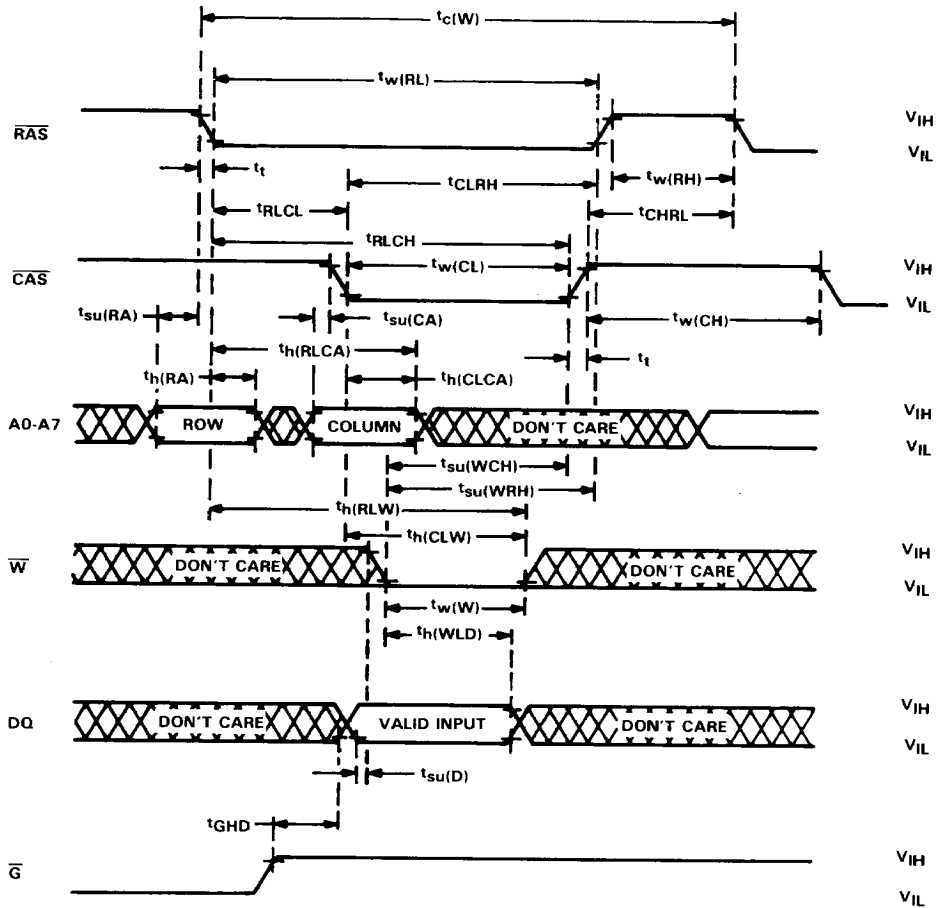 tc(W)
tw(RL)
RAS
VIH
VIL
tt
tCLRH
tw(RH)
tRLCL
tCHRL
tRLCH
CAS
tw(CL)
VIH
VIL
tsu(RA)
tsu(CA)
tw(CH)
th(RLCA)
tt
th(RA)
th(CLCA)
A0-A7
ROW
COLUMN
DON'T CARE
VIH
VIL
tsu(WCH)
tsu(WRH)
th(RLW)
th(CLW)
W
DON'T CARE
DON'T CARE
VIH
VIL
tw(W)
th(WLD)
DQ
DON'T CARE
VALID INPUT
DON'T CARE
VIH
VIL
tsu(D)
tGHD
G
VIH
VIL